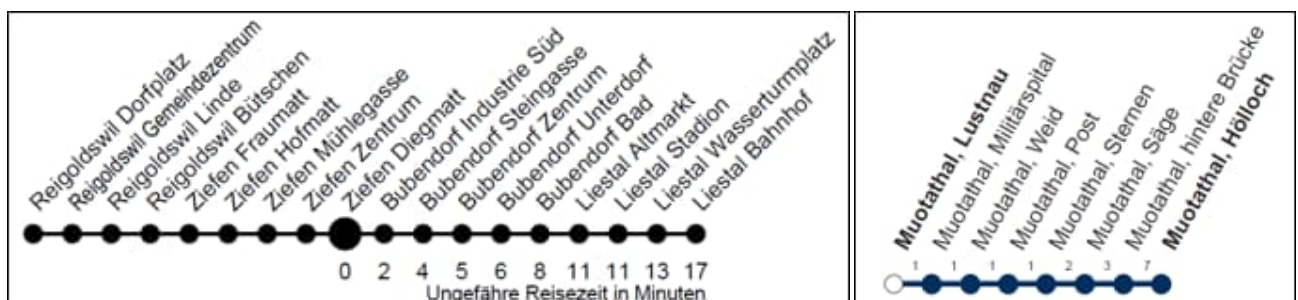 Reigoldswil Dorfplatz
Reigoldswil Gemeindezentrum
Reigoldswil Linde
Reigoldswil Bütschen
Ziefen Fraumatt
Ziefen Hofmatt
Ziefen Mühlegasse
Ziefen Zentrum
Ziefen Diegmatt
Bubendorf Industrie Süd
Bubendorf Steingasse
Bubendorf Zentrum
Bubendorf Unterdorf
Bubendorf Bad
Liestal Altmarkt
Liestal Stadion
Liestal Wasserturmplatz
Liestal Bahnhof
0 2 4 5 6 8 11 11 13 17
Ungefähre Reisezeit in Minuten
Muotathal, Lustnau
Muotathal, Militärspital
Muotathal, Weid
Muotathal, Post
Muotathal, Sternen
Muotathal, Säge
Muotathal, hintere Brücke
Muotathal, Hölloch
1 1 1 1 2 3 7